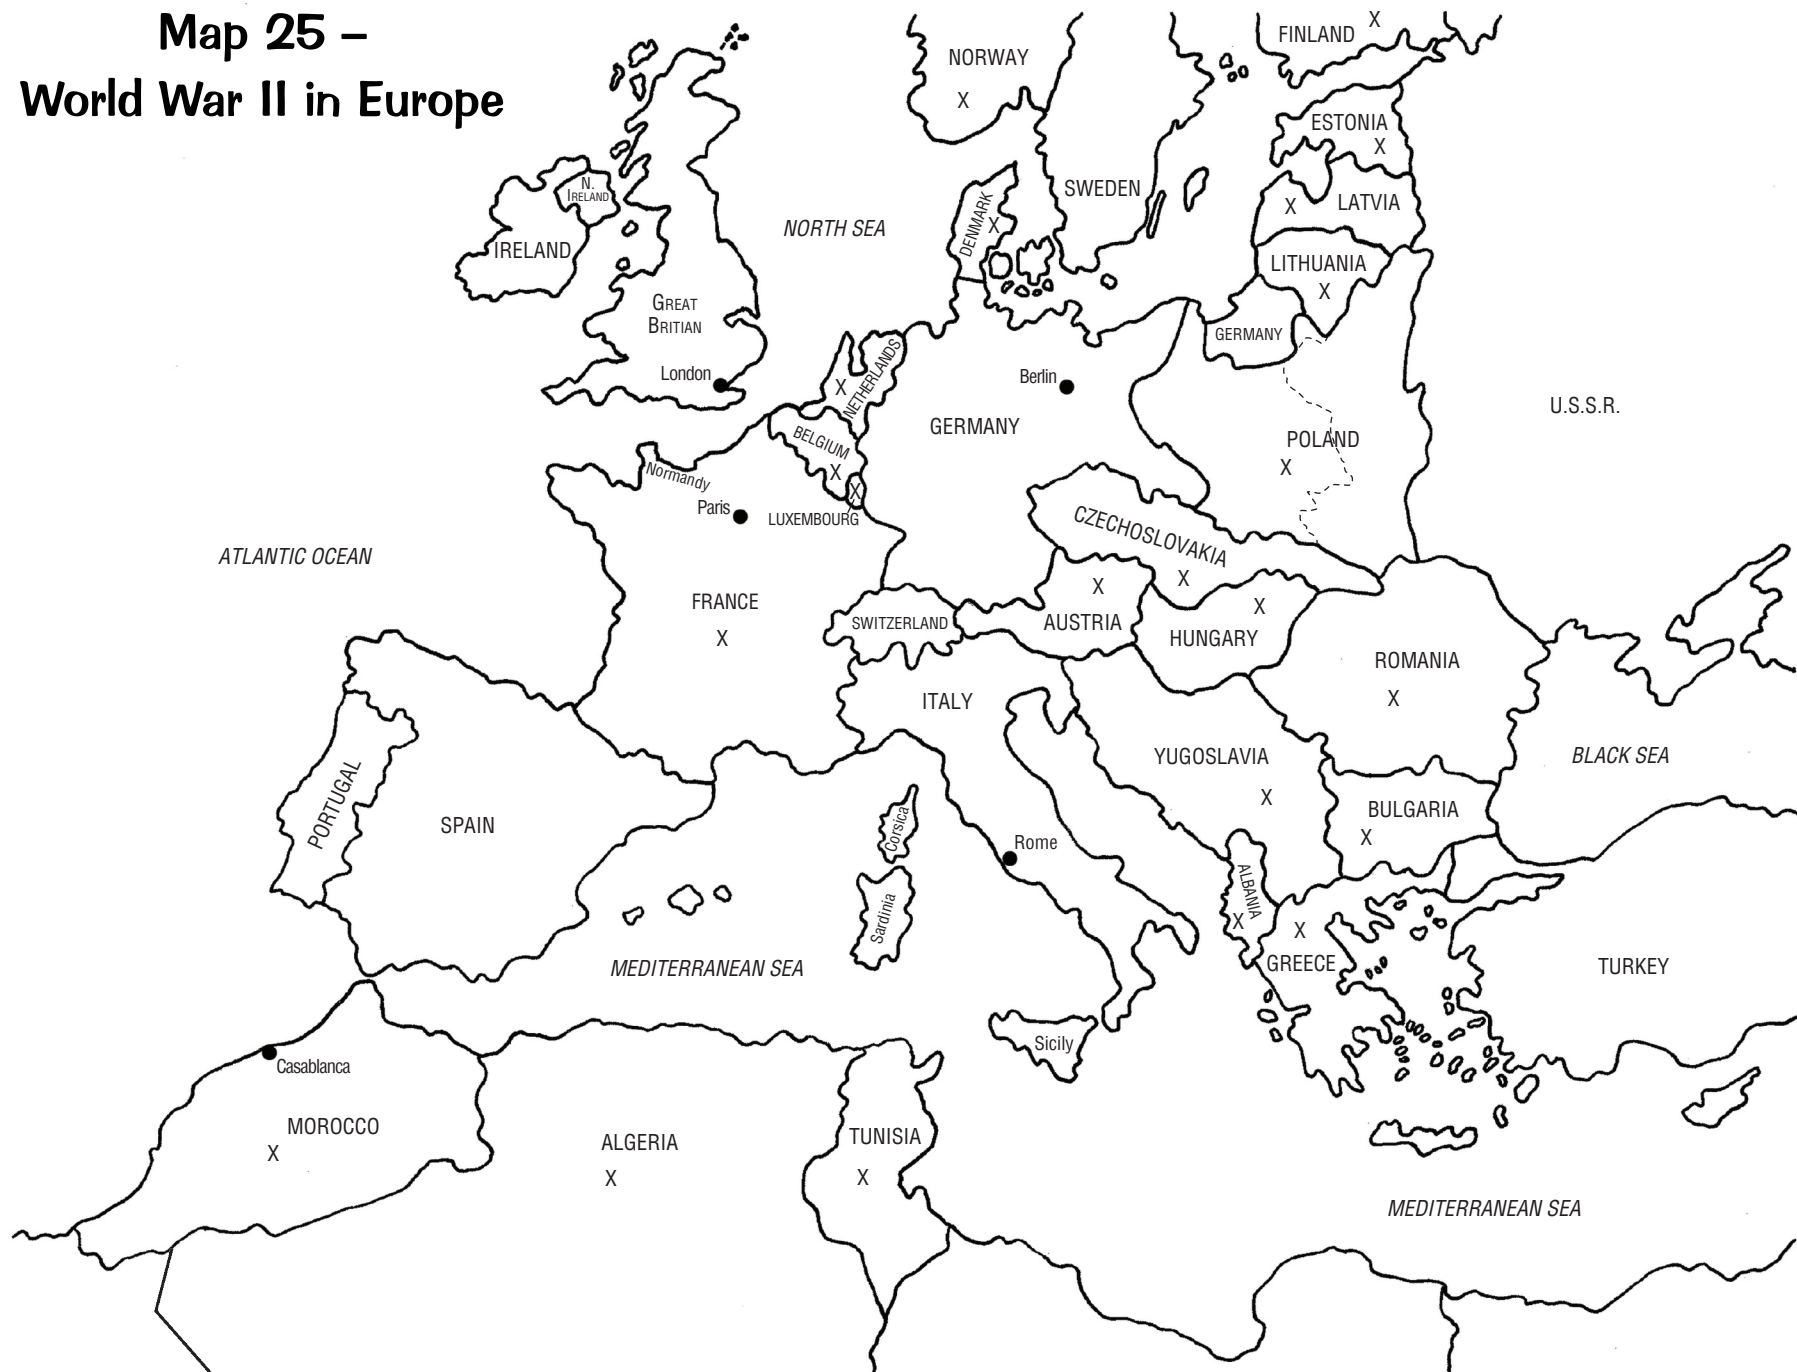 Map 25 –
World War II in Europe
FINLAND
X
NORWAY
X
ESTONIA
X
SWEDEN
N.
IRELAND
X
LATVIA
DENMARK
X
NORTH SEA
IRELAND
LITHUANIA
X
GREAT
BRITIAN
GERMANY
London
NETHERLANDS
X
Berlin
U.S.S.R.
GERMANY
POLAND
X
BELGIUM
X
Normandy
X
LUXEMBOURG
Paris
CZECHOSLOVAKIA
X
ATLANTIC OCEAN
FRANCE
X
SWITZERLAND
X
AUSTRIA
X
HUNGARY
ROMANIA
X
ITALY
YUGOSLAVIA
X
BLACK SEA
PORTUGAL
SPAIN
Corsica
Rome
BULGARIA
X
ALBANIA
X
Sardinia
X
GREECE
MEDITERRANEAN SEA
TURKEY
Sicily
Casablanca
MOROCCO
X
ALGERIA
X
TUNISIA
X
MEDITERRANEAN SEA